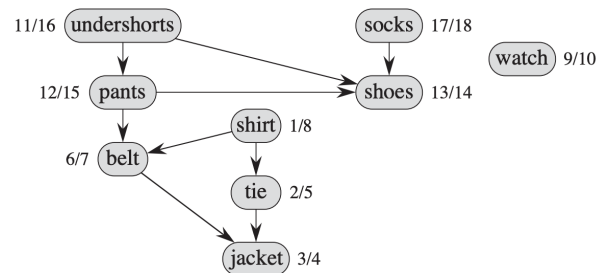 11/16 undershorts socks 17/18
watch 9/10
12/15 pants shoes 13/14
shirt 1/8
6/7 belt
tie 2/5
jacket 3/4